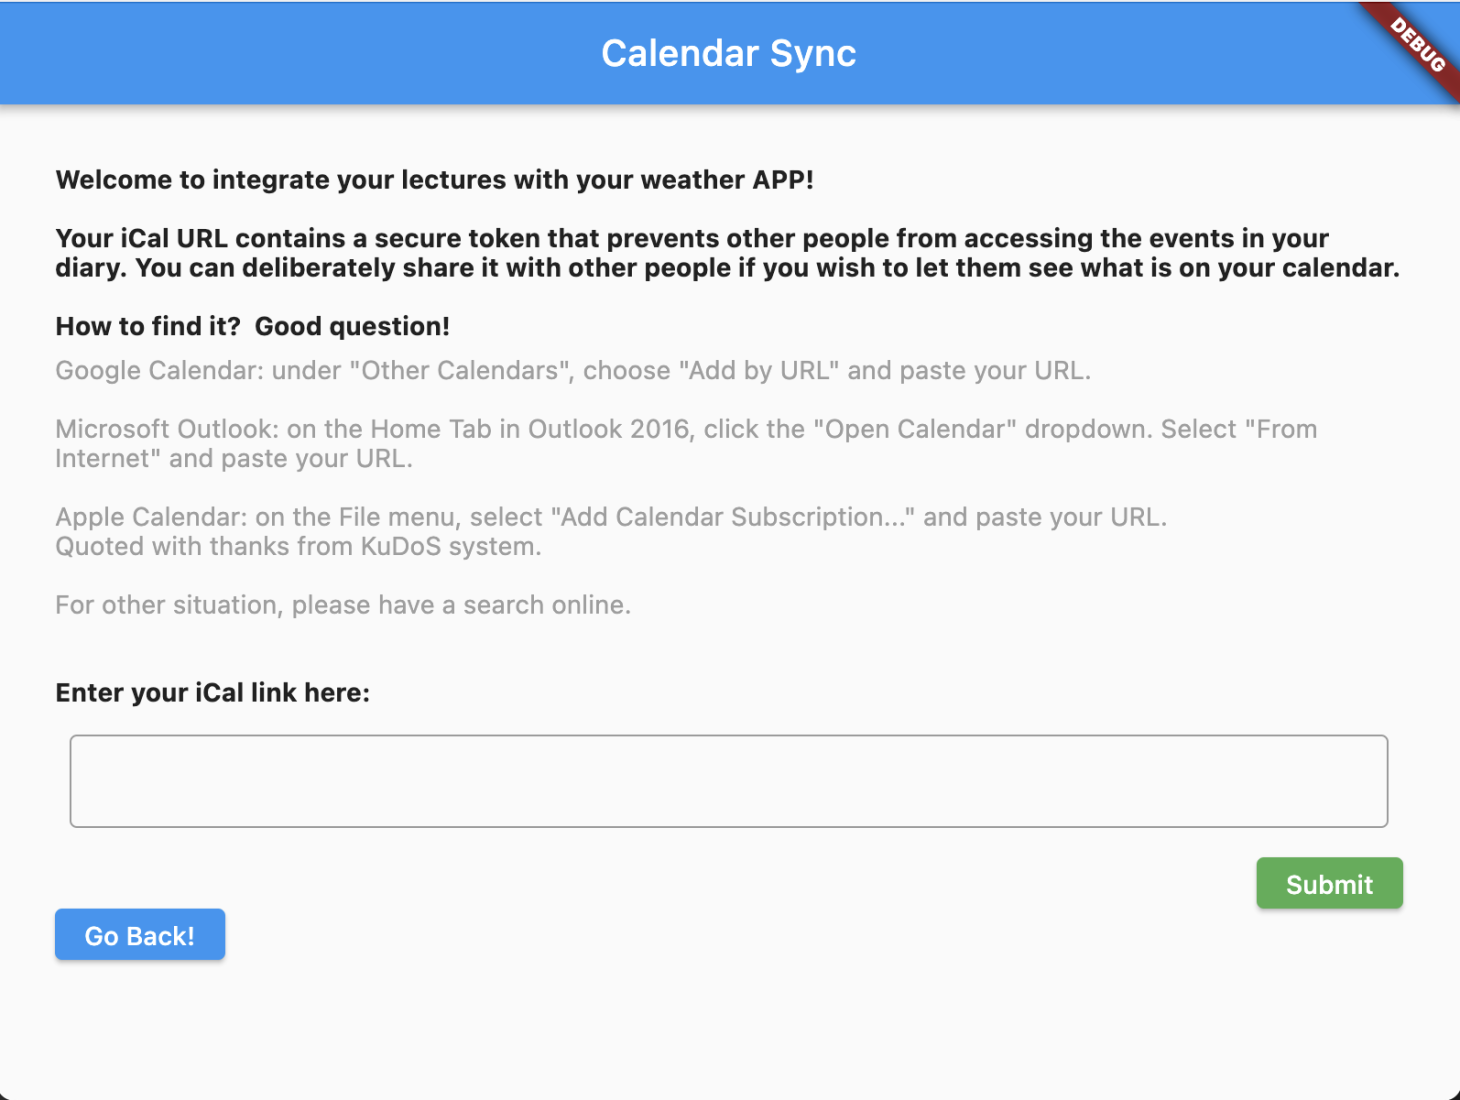 Calendar Sync
DEBUG
Welcome to integrate your lectures with your weather APP!
Your iCal URL contains a secure token that prevents other people from accessing the events in your
diary. You can deliberately share it with other people if you wish to let them see what is on your calendar.
How to find it?  Good question!
Google Calendar: under "Other Calendars", choose "Add by URL" and paste your URL.
Microsoft Outlook: on the Home Tab in Outlook 2016, click the "Open Calendar" dropdown. Select "From
Internet" and paste your URL.
Apple Calendar: on the File menu, select "Add Calendar Subscription..." and paste your URL.
Quoted with thanks from KuDoS system.
For other situation, please have a search online.
Enter your iCal link here:
Submit
Go Back!